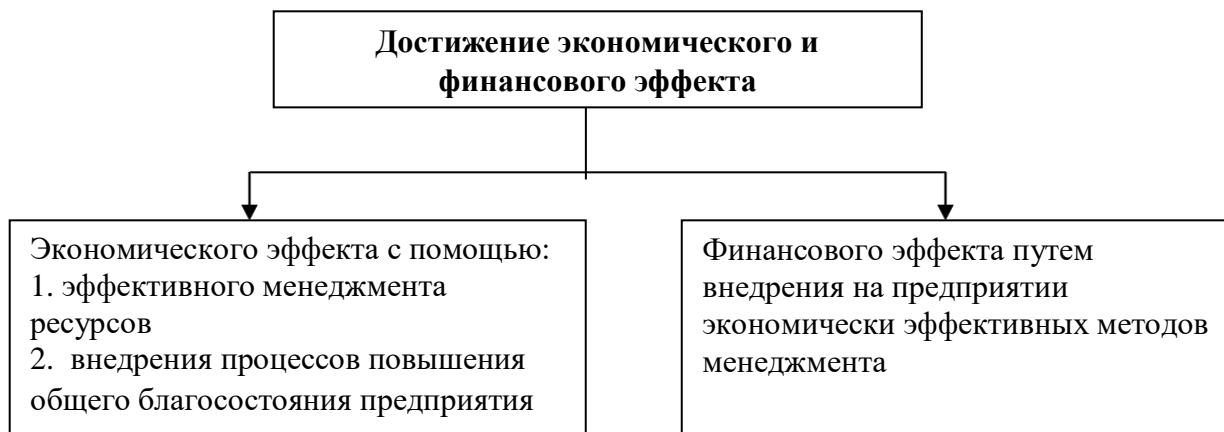 Достижение экономического и
финансового эффекта
Экономического эффекта с помощью:
1. эффективного менеджмента
ресурсов
2. внедрения процессов повышения
общего благосостояния предприятия
Финансового эффекта путем
внедрения на предприятии
экономически эффективных методов
менеджмента